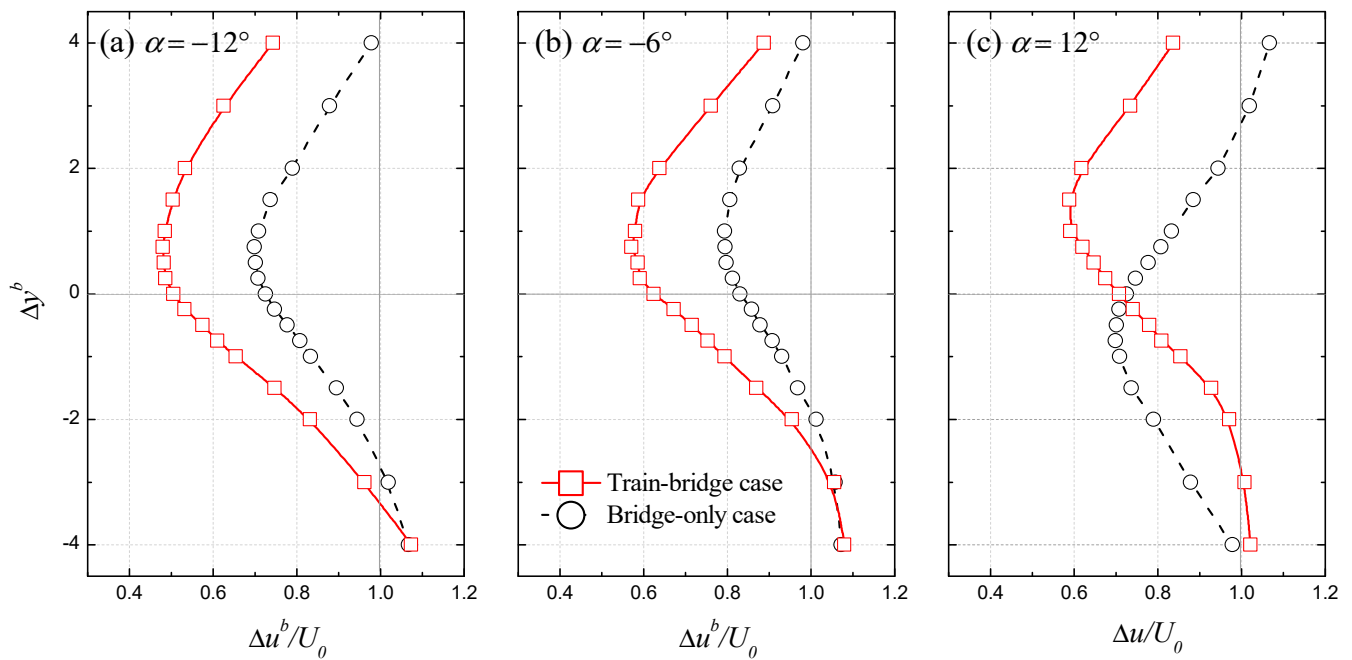 (a) α = −12°
(b) α = −6°
(c) α = 12°
4
2
0
-2
-4
Δy^b
Train-bridge case
Bridge-only case
0.4 0.6 0.8 1.0 1.2
0.4 0.6 0.8 1.0 1.2
0.4 0.6 0.8 1.0 1.2
Δu^b/U_0
Δu^b/U_0
Δu/U_0